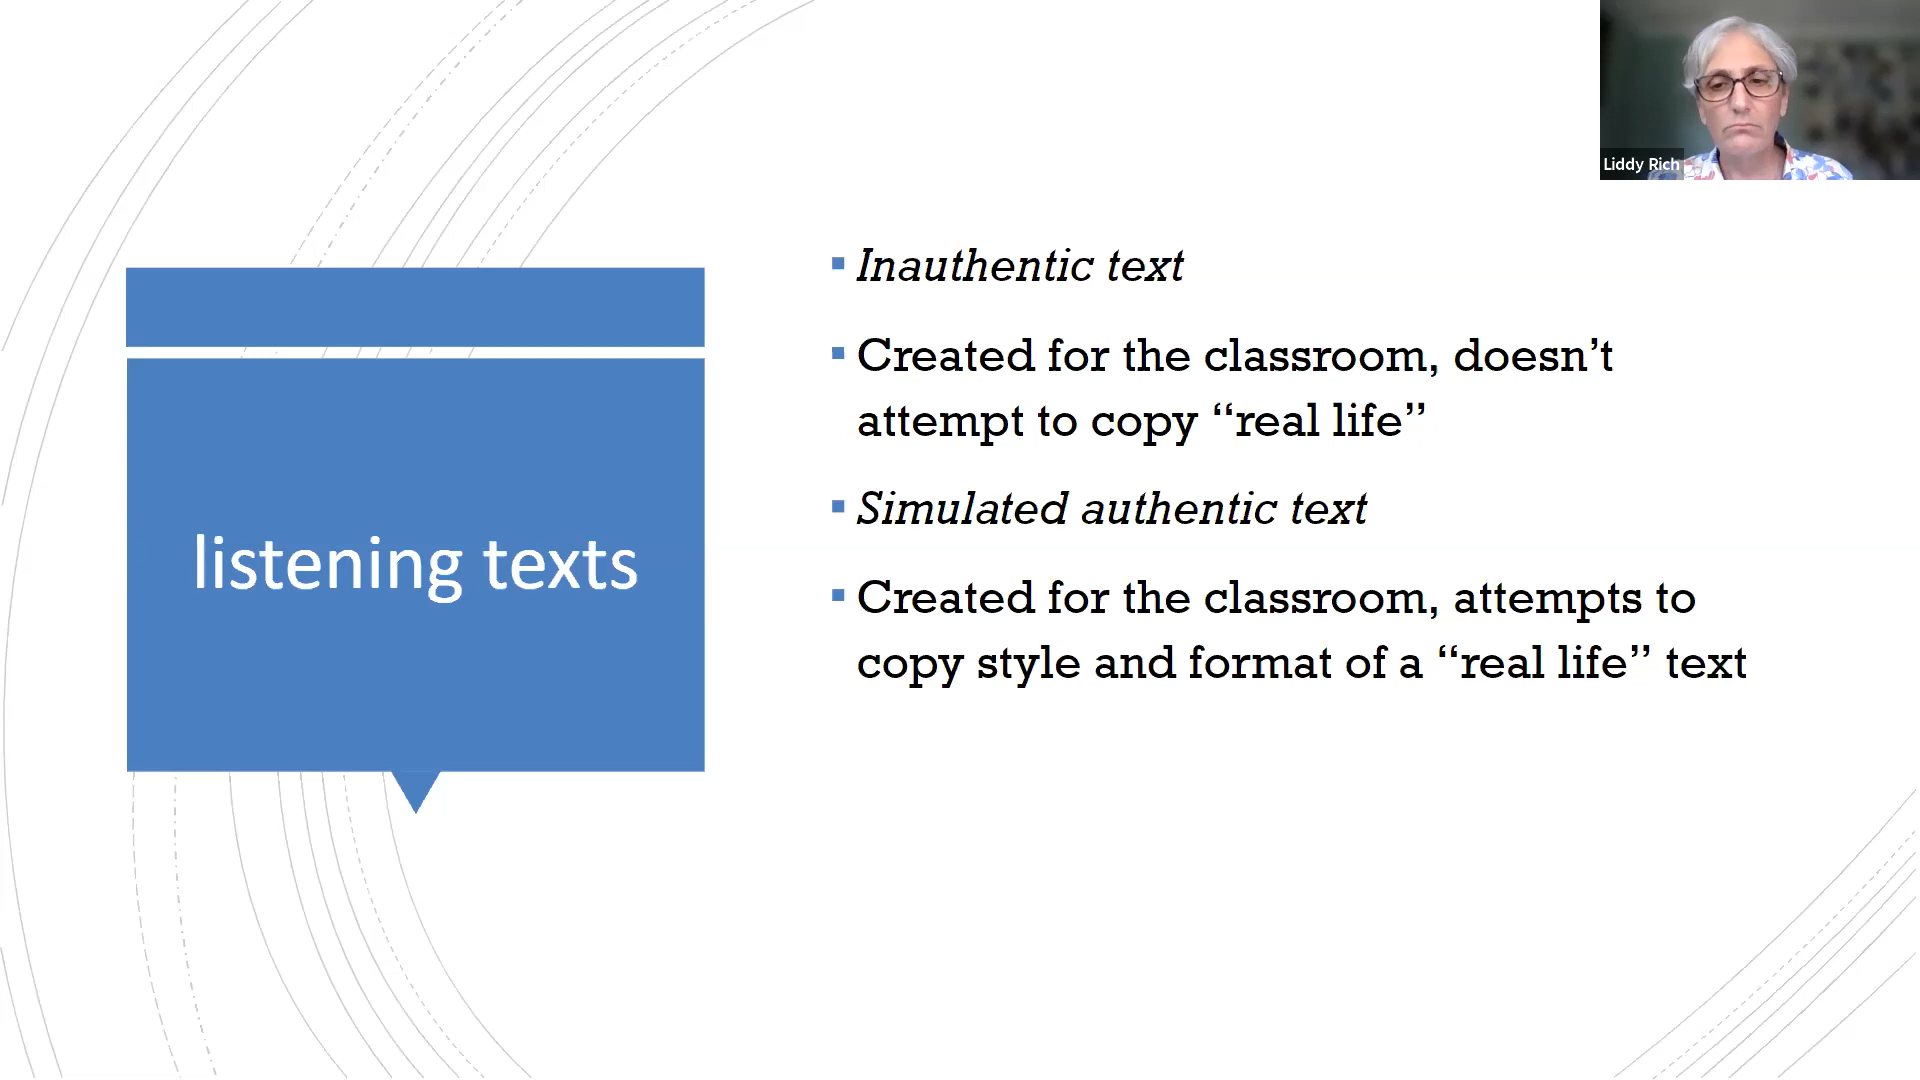 Liddy Rich
listening texts
Inauthentic text
Created for the classroom, doesn’t
attempt to copy “real life”
Simulated authentic text
Created for the classroom, attempts to
copy style and format of a “real life” text